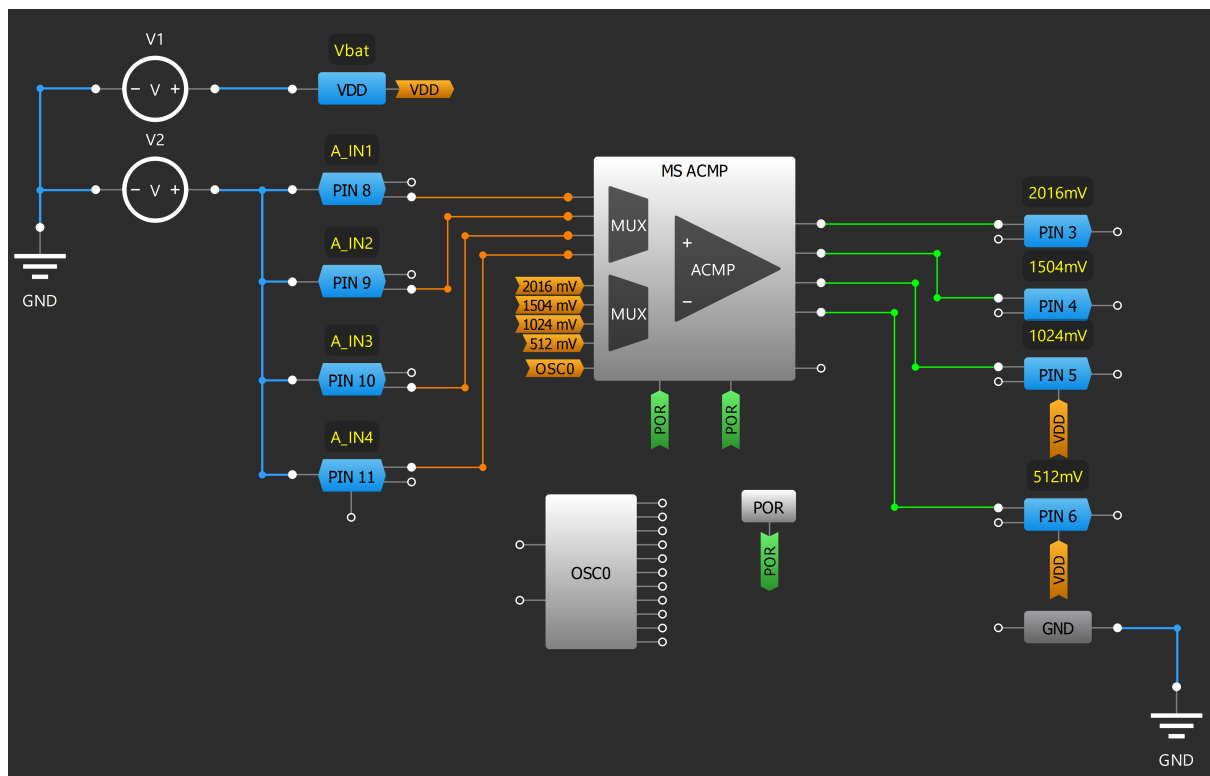 V1
− V +
Vbat
VDD
VDD
V2
− V +
GND
A_IN1
PIN 8
A_IN2
PIN 9
A_IN3
PIN 10
A_IN4
PIN 11
MS ACMP
MUX
MUX
+
ACMP
−
2016 mV
1504 mV
1024 mV
512 mV
OSC0
POR
POR
OSC0
POR
POR
2016mV
PIN 3
1504mV
PIN 4
1024mV
PIN 5
VDD
512mV
PIN 6
VDD
GND
GND